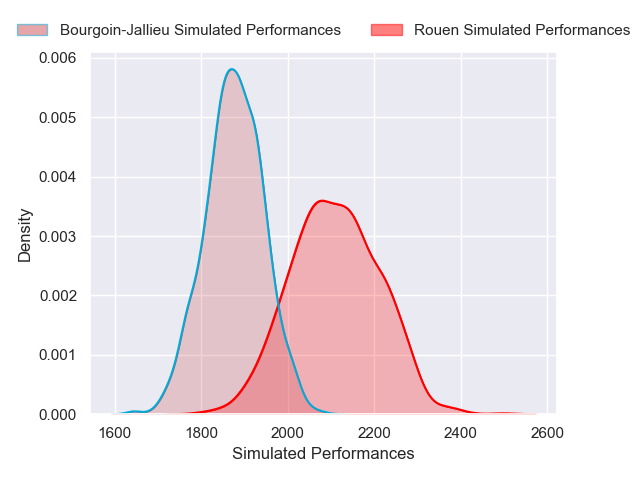 Bourgoin-Jallieu Simulated Performances
Rouen Simulated Performances
0.006
0.005
0.004
0.003
0.002
0.001
0.000
Density
1600 1800 2000 2200 2400 2600
Simulated Performances